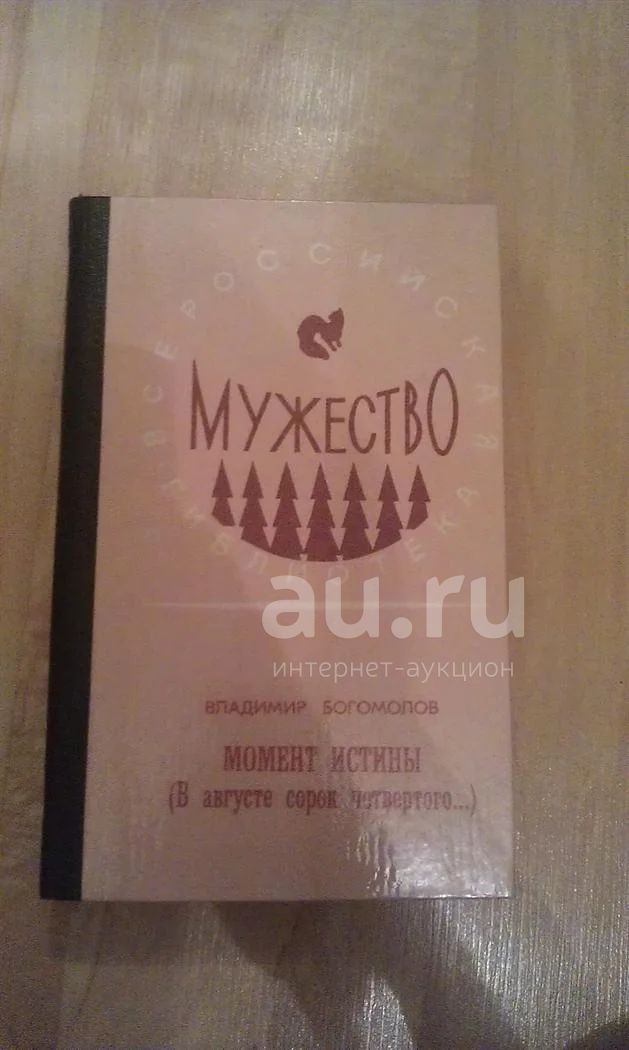 ВСЕРОССИЙСКАЯ
МУЖЕСТВО
БИБЛИОТЕКА
au.ru
интернет-аукцион
ВЛАДИМИР БОГОМОЛОВ
МОМЕНТ ИСТИНЫ
(В августе сорок четвертого...)